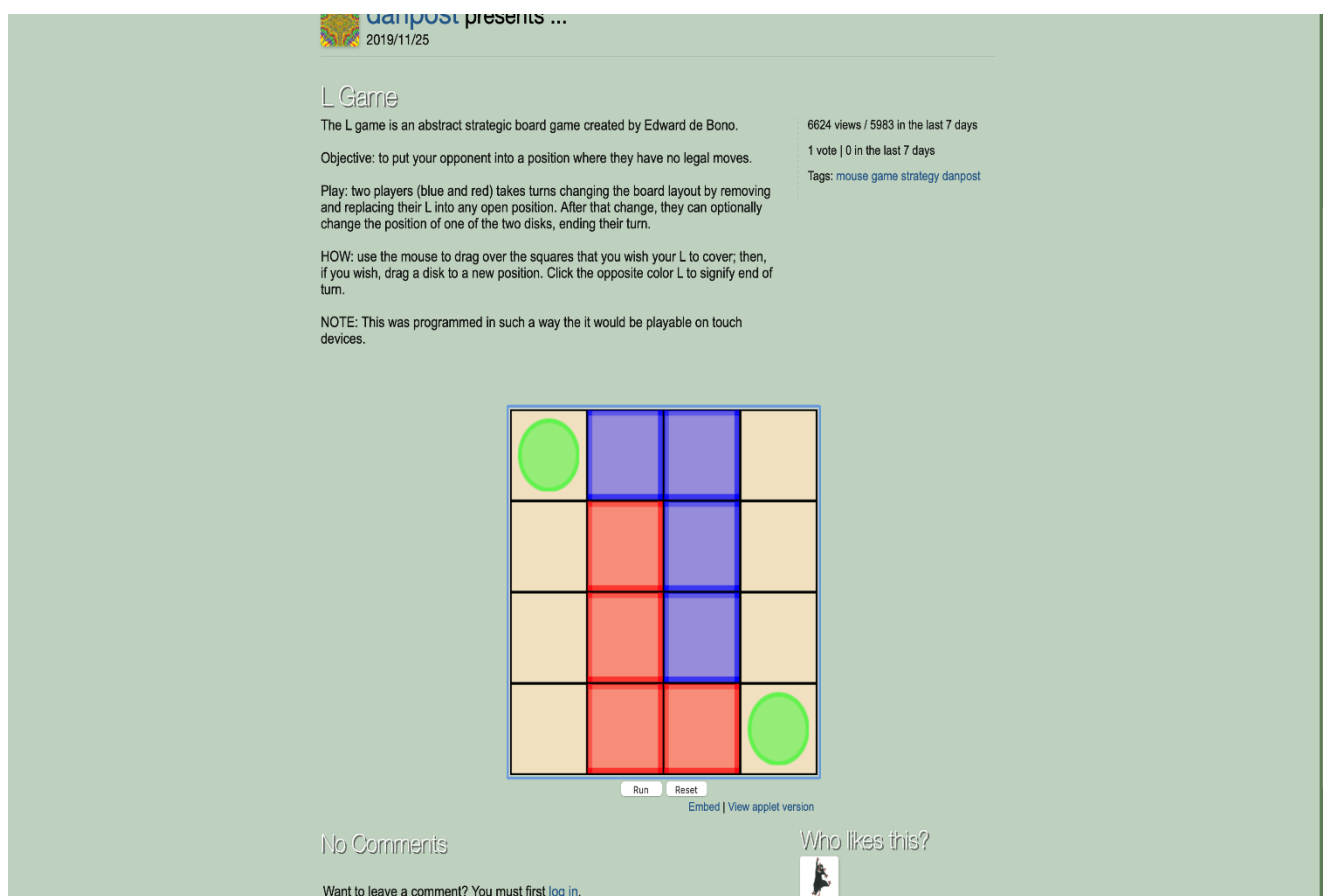 danpost presents ...
2019/11/25
L Game
The L game is an abstract strategic board game created by Edward de Bono.
Objective: to put your opponent into a position where they have no legal moves.
Play: two players (blue and red) takes turns changing the board layout by removing
and replacing their L into any open position. After that change, they can optionally
change the position of one of the two disks, ending their turn.
HOW: use the mouse to drag over the squares that you wish your L to cover; then,
if you wish, drag a disk to a new position. Click the opposite color L to signify end of
turn.
NOTE: This was programmed in such a way the it would be playable on touch
devices.
6624 views / 5983 in the last 7 days
1 vote | 0 in the last 7 days
Tags: mouse game strategy danpost
Run Reset
Embed | View applet version
No Comments
Want to leave a comment? You must first log in.
Who likes this?